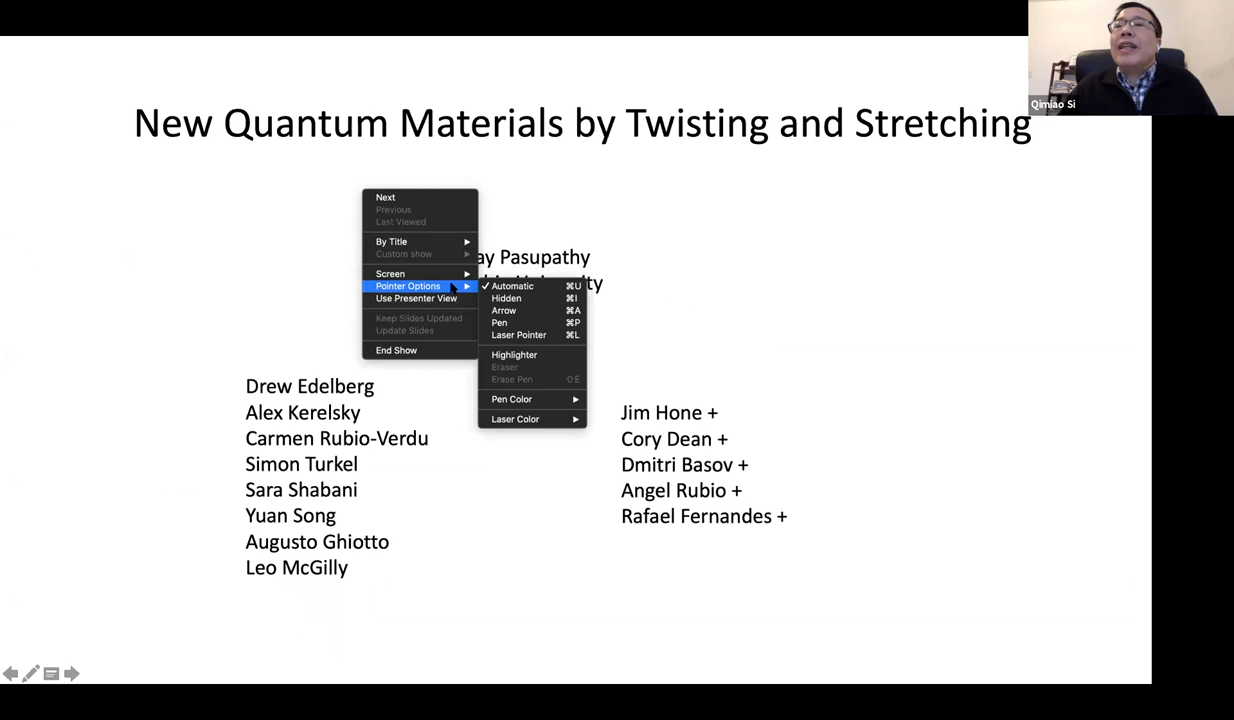 Qimiao Si
New Quantum Materials by Twisting and Stretching
Next
Previous
Last Viewed
By Title
Custom show
Screen
Pointer Options
Use Presenter View
Keep Slides Updated
Update Slides
End Show
ay Pasupathy
ty
Automatic ⌘U
Hidden ⌘I
Arrow ⌘A
Pen ⌘P
Laser Pointer ⌘L
Highlighter
Eraser
Erase Pen ⇧E
Pen Color
Laser Color
Drew Edelberg
Alex Kerelsky
Carmen Rubio-Verdu
Simon Turkel
Sara Shabani
Yuan Song
Augusto Ghiotto
Leo McGilly
Jim Hone +
Cory Dean +
Dmitri Basov +
Angel Rubio +
Rafael Fernandes +